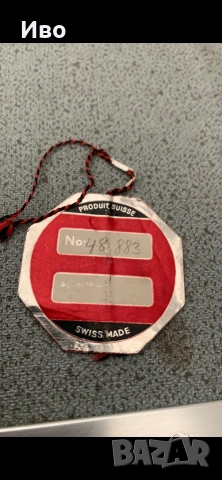 Иво
PRODUIT SUISSE
No. 48,883
SWISS MADE
BAZAR